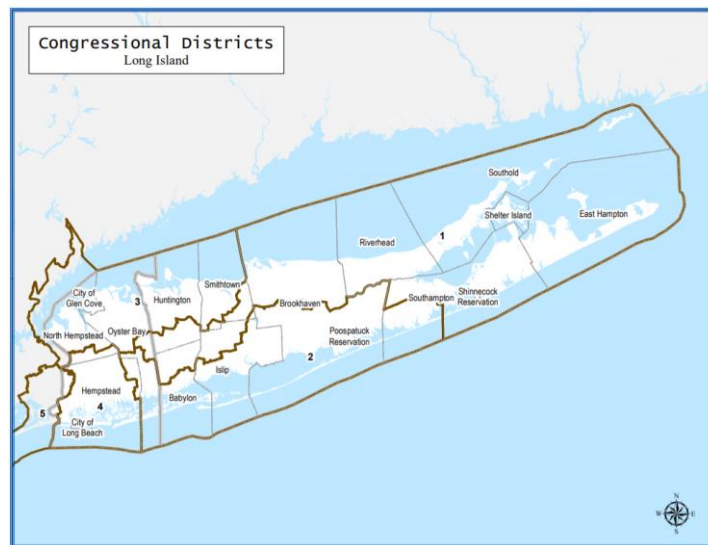 Congressional Districts
Long Island
Southold
Shelter Island
East Hampton
1
Riverhead
Shinnecock
Reservation
Southampton
Smithtown
Brookhaven
City of
Glen Cove
3
Huntington
North Hempstead
Oyster Bay
Poospatuck
Reservation
2
Islip
Babylon
Hempstead
4
5
City of
Long Beach
N
W
E
S